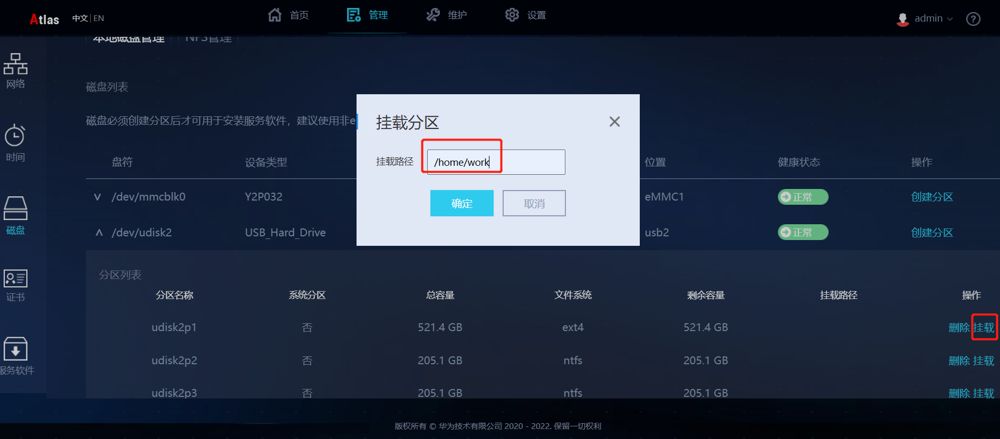 Atlas 中文 | EN 首页 管理 维护 设置 admin ?
本地磁盘管理 NFS管理
网络
时间
磁盘
证书
服务软件
磁盘列表
磁盘必须创建分区后才可用于安装服务软件，建议使用非e
盘符 设备类型 位置 健康状态 操作
/dev/mmcblk0 Y2P032 eMMC1 正常 创建分区
/dev/udisk2 USB_Hard_Drive usb2 正常 创建分区
挂载分区
挂载路径 /home/work
确定 取消
分区列表
分区名称 系统分区 总容量 文件系统 剩余容量 挂载路径 操作
udisk2p1 否 521.4 GB ext4 521.4 GB 删除 挂载
udisk2p2 否 205.1 GB ntfs 205.1 GB 删除 挂载
udisk2p3 否 205.1 GB ntfs 205.1 GB 删除 挂载
版权所有 © 华为技术有限公司 2020 - 2022. 保留一切权利